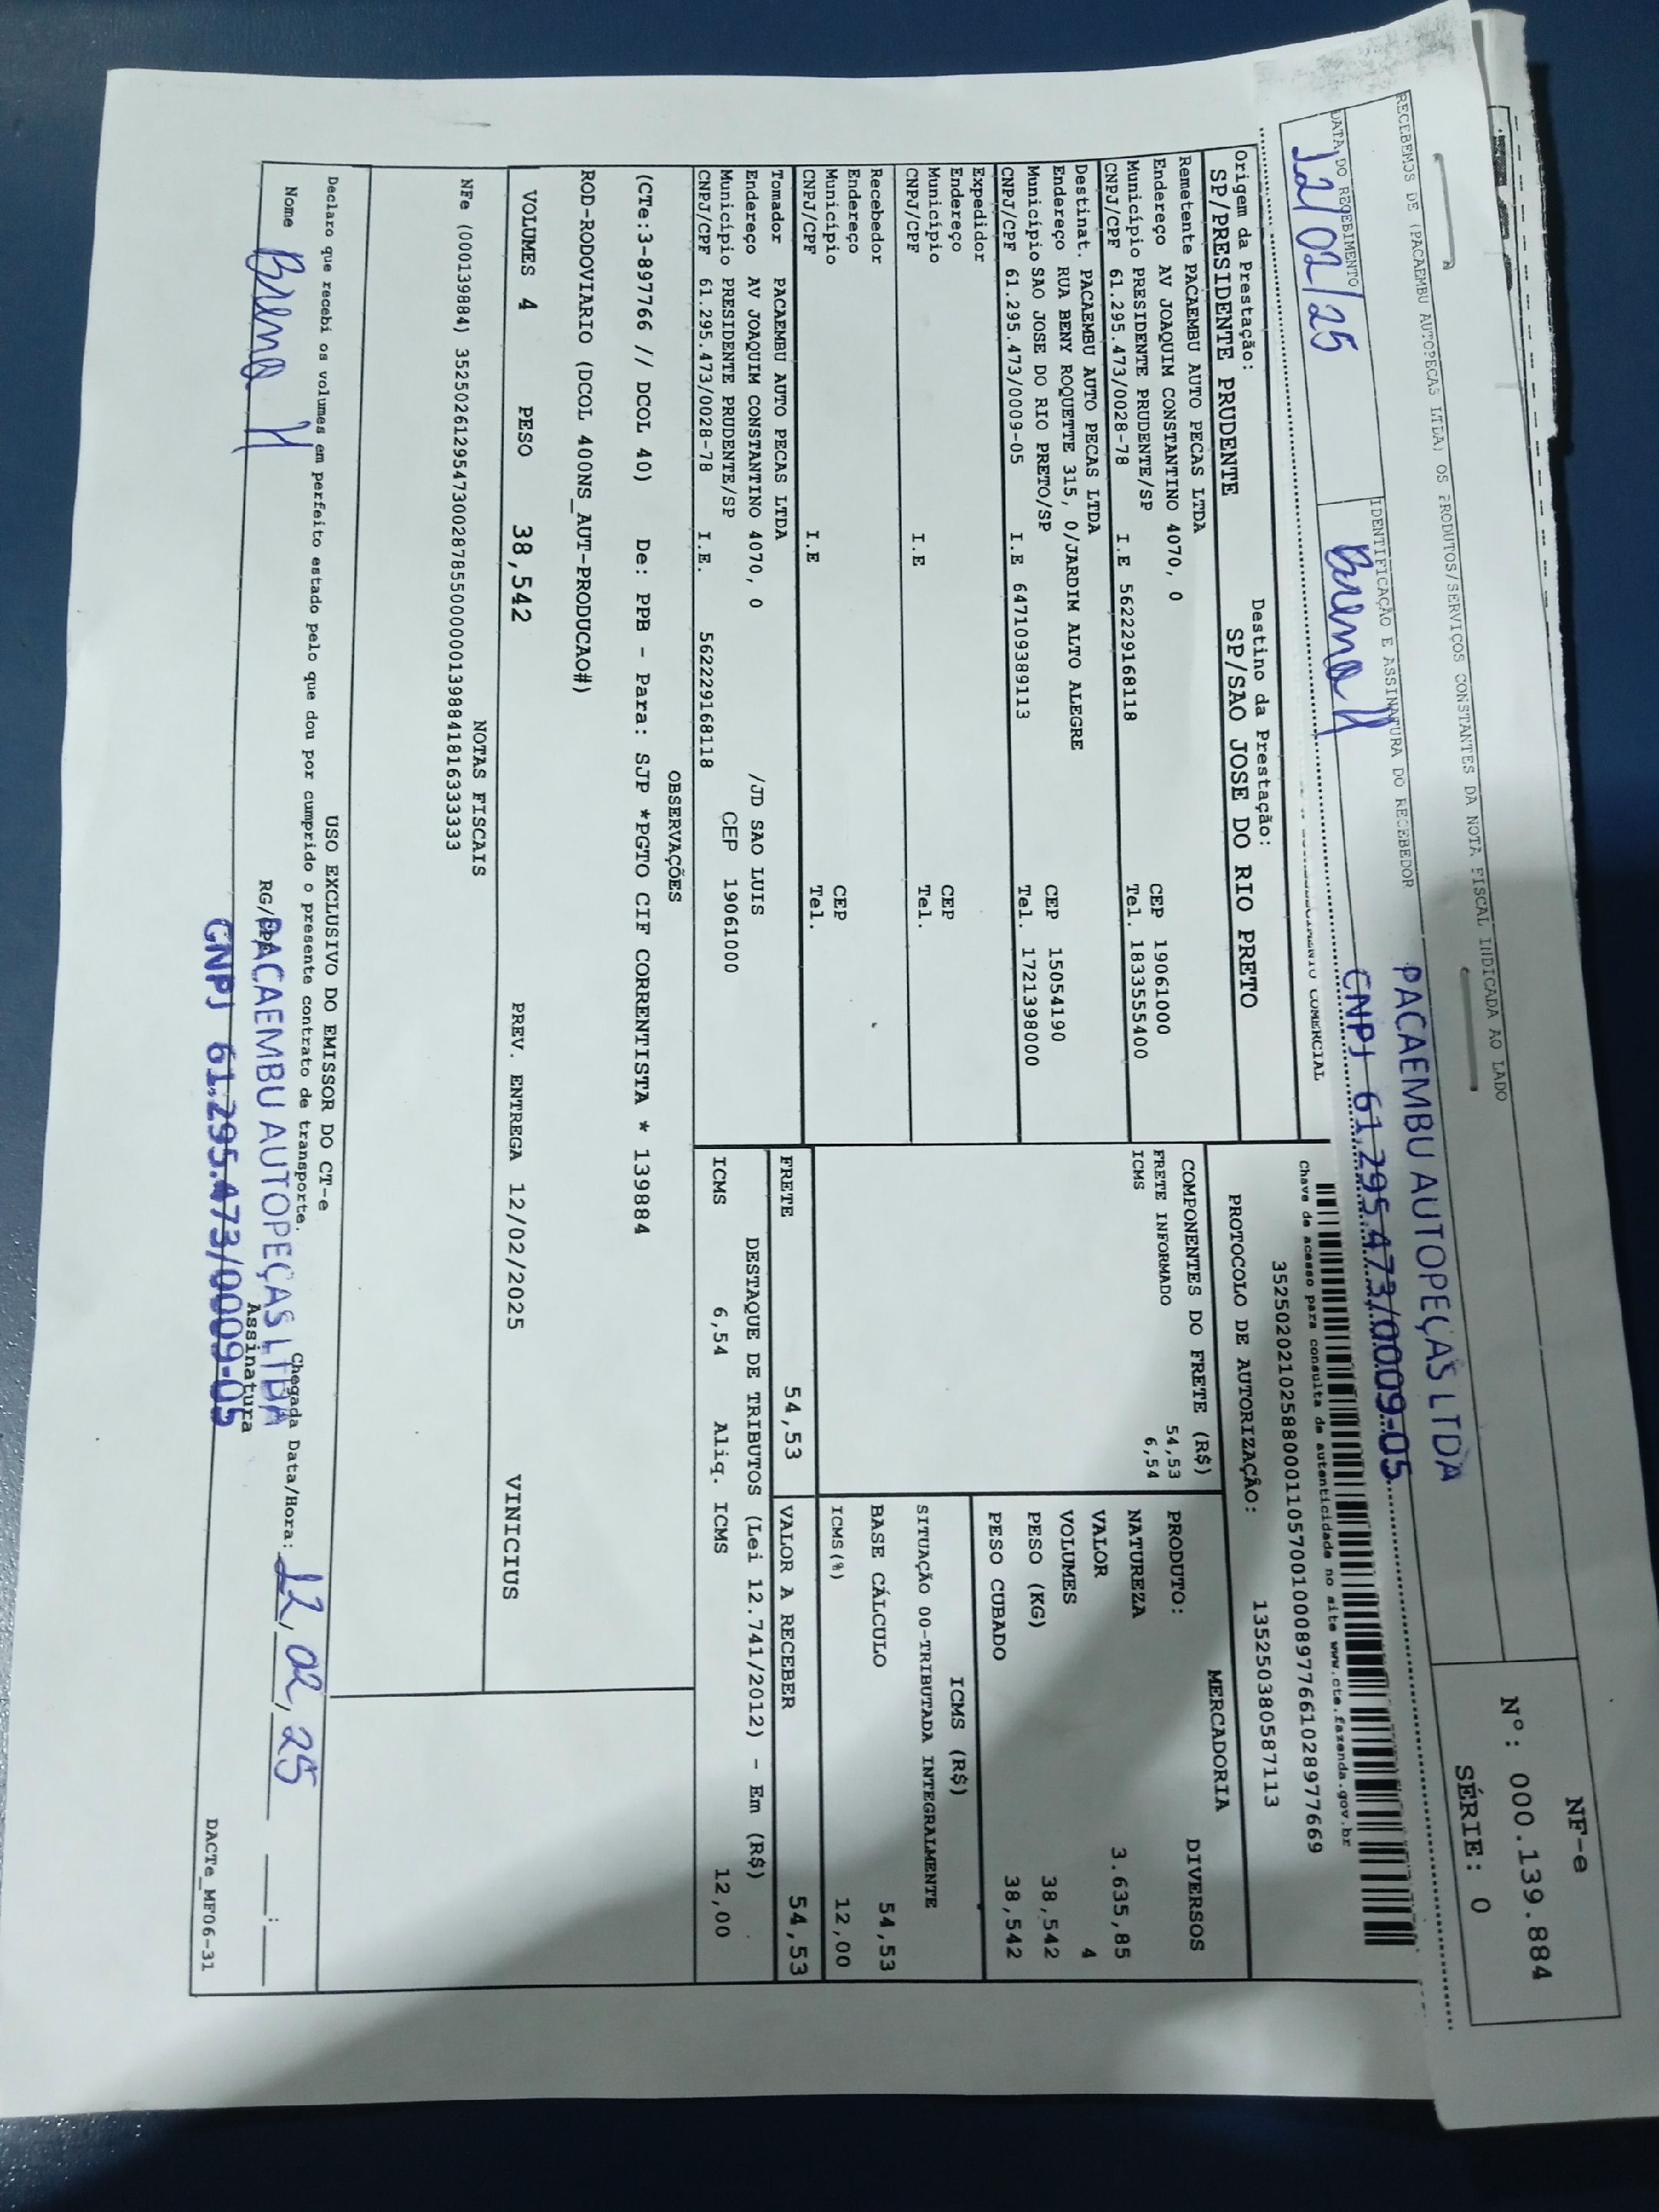 RECEBEMOS DE (PACAEMBU AUTOPECAS LTDA) OS PRODUTOS/SERVIÇOS CONSTANTES DA NOTA FISCAL INDICADA AO LADO
NF-e
Nº: 000.139.884
SÉRIE: 0
DATA DO RECEBIMENTO
12/02/25
IDENTIFICAÇÃO E ASSINATURA DO RECEBEDOR
PACAEMBU AUTOPEÇAS LTDA
CNPJ 61.295.473/0009-05
COMERCIAL
Chave de acesso para consulta de autenticidade no site www.cte.fazenda.gov.br
35250202102588000110570010008977661028977669
PROTOCOLO DE AUTORIZAÇÃO: 135250380587113
Origem da Prestação:
SP/PRESIDENTE PRUDENTE
Destino da Prestação:
SP/SAO JOSE DO RIO PRETO
Remetente PACAEMBU AUTO PECAS LTDA
Endereço AV JOAQUIM CONSTANTINO 4070, 0
CEP 19061000
Município PRESIDENTE PRUDENTE/SP
Tel. 1833555400
CNPJ/CPF 61.295.473/0028-78 I.E 562229168118
Destinat. PACAEMBU AUTO PECAS LTDA
Endereço RUA BENY ROQUETTE 315, 0/JARDIM ALTO ALEGRE
CEP 15054190
Município SAO JOSE DO RIO PRETO/SP
Tel. 1721398000
CNPJ/CPF 61.295.473/0009-05 I.E 647109389113
Expedidor
Endereço
CEP
Município
Tel.
CNPJ/CPF I.E
Recebedor
Endereço
CEP
Município
Tel.
CNPJ/CPF I.E
Tomador PACAEMBU AUTO PECAS LTDA
Endereço AV JOAQUIM CONSTANTINO 4070, 0 /JD SAO LUIS
Município PRESIDENTE PRUDENTE/SP CEP 19061000
CNPJ/CPF 61.295.473/0028-78 I.E. 562229168118
COMPONENTES DO FRETE (R$)
FRETE INFORMADO 54,53
ICMS 6,54
MERCADORIA
PRODUTO: DIVERSOS
NATUREZA
VALOR 3.635,85
VOLUMES 4
PESO (KG) 38,542
PESO CUBADO 38,542
ICMS (R$)
SITUAÇÃO 00-TRIBUTADA INTEGRALMENTE
BASE CÁLCULO 54,53
ICMS(%) 12,00
FRETE 54,53
VALOR A RECEBER 54,53
DESTAQUE DE TRIBUTOS (Lei 12.741/2012) - Em (R$)
ICMS 6,54 Aliq. ICMS 12,00
OBSERVAÇÕES
(CTe:3-897766 // DCOL 40) De: PPB - Para: SJP *PGTO CIF CORRENTISTA * 139884
ROD-RODOVIARIO (DCOL 400NS_AUT-PRODUCAO#)
VOLUMES 4 PESO 38,542 PREV. ENTREGA 12/02/2025 VINICIUS
NOTAS FISCAIS
NFe (000139884) 35250261295473002878550000001398841816333333
USO EXCLUSIVO DO EMISSOR DO CT-e
Declaro que recebi os volumes em perfeito estado pelo que dou por cumprido o presente contrato de transporte.
Chegada Data/Hora: 12, 02, 25
Nome
RG/CPF
Assinatura
PACAEMBU AUTOPEÇAS LTDA
CNPJ 61.295.473/0009-05
DACTe_MF06-31